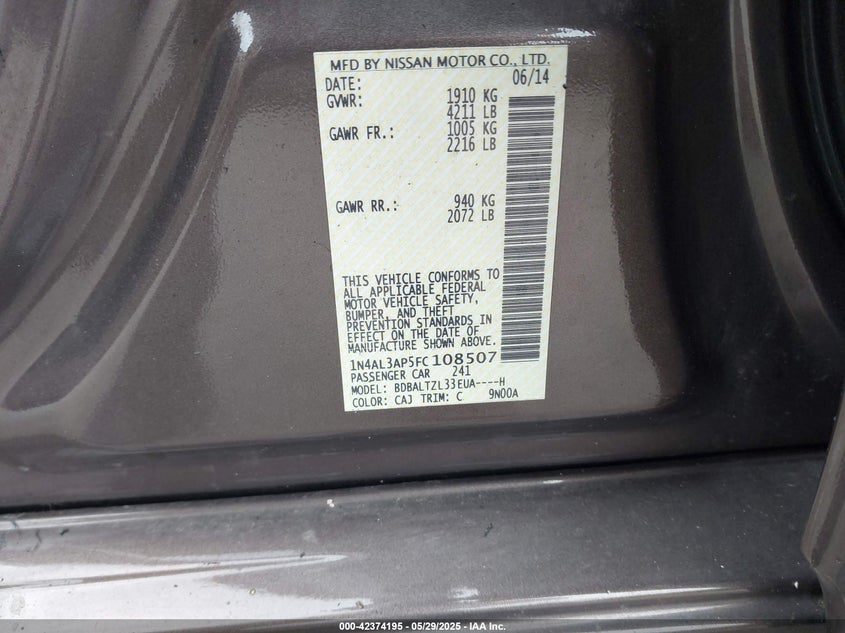 MFD BY NISSAN MOTOR CO., LTD.
DATE: 06/14
GVWR: 1910 KG
4211 LB
GAWR FR.: 1005 KG
2216 LB
GAWR RR.: 940 KG
2072 LB
THIS VEHICLE CONFORMS TO
ALL APPLICABLE FEDERAL
MOTOR VEHICLE SAFETY,
BUMPER, AND THEFT
PREVENTION STANDARDS IN
EFFECT ON THE DATE OF
MANUFACTURE SHOWN ABOVE.
1N4AL3AP5FC108507
PASSENGER CAR 241
MODEL: BDBALTZL33EUA----H
COLOR: CAJ TRIM: C 9N00A
000-42374195 - 05/29/2025 - IAA Inc.